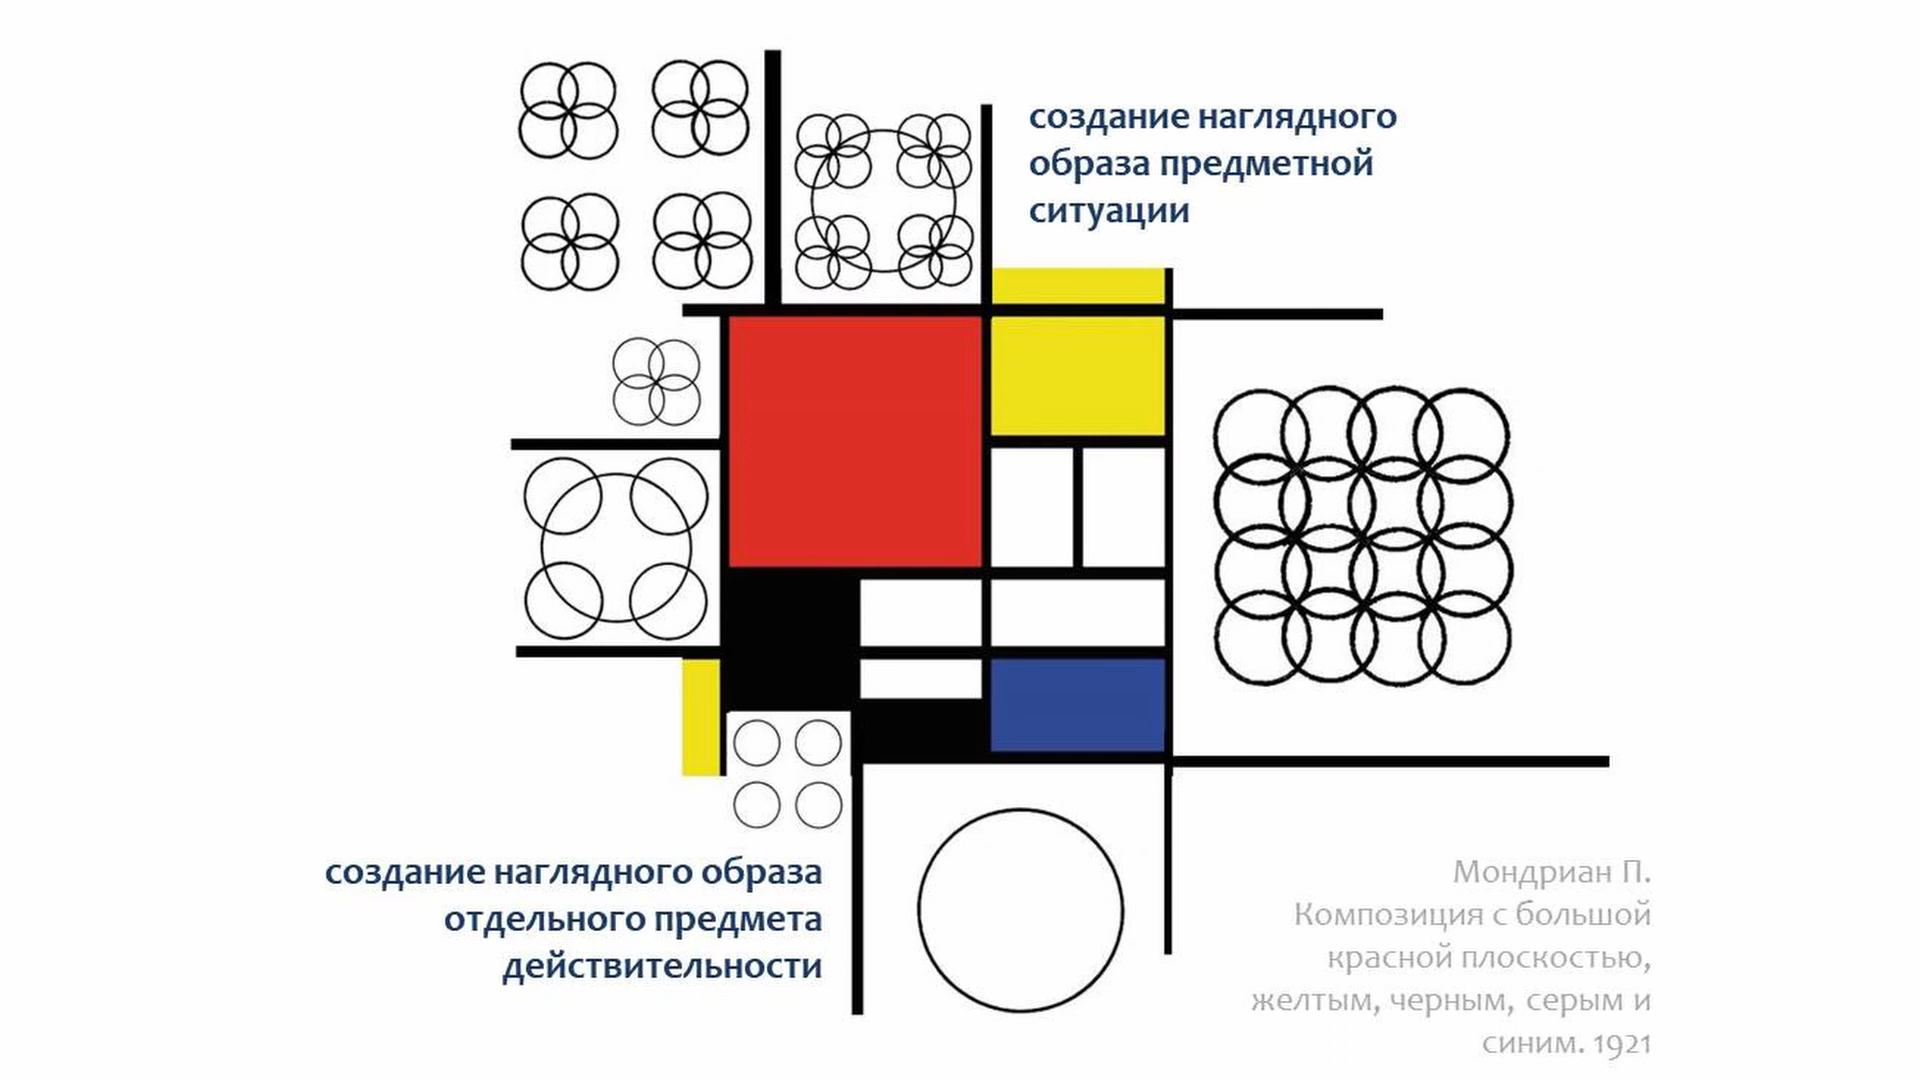 создание наглядного
образа предметной
ситуации
создание наглядного образа
отдельного предмета
действительности
Мондриан П.
Композиция с большой
красной плоскостью,
желтым, черным, серым и
синим. 1921